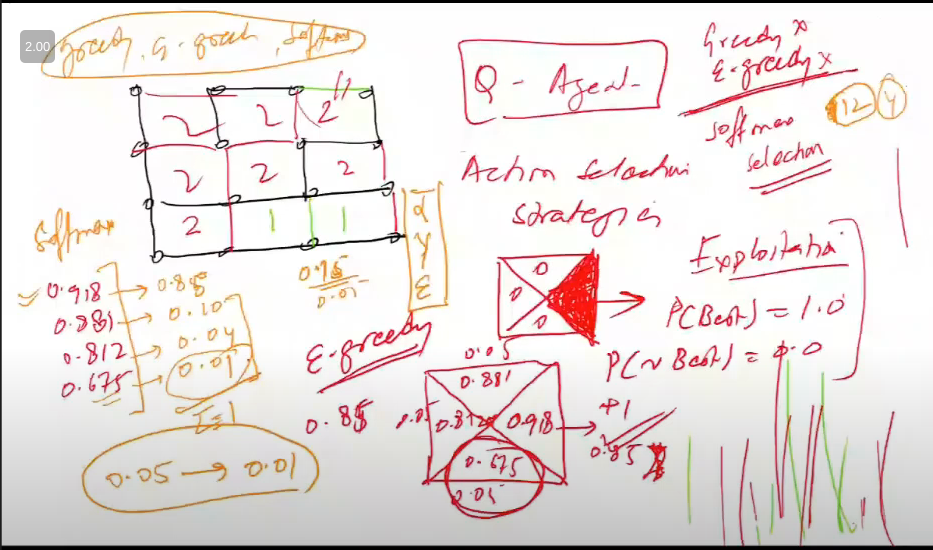 2.00
greedy, ε-greedy, Softmax
Q - Agent
Greedy x
ε-greedy x
Softmax
selection
12 4
2 2 2
2 2 2
2 1 1
α
γ
ε
Action Selection
Strategies
Softmax
0.918 → 0.85
0.881 → 0.10
0.812 → 0.04
0.675 → 0.01
Σ=1
0.05 → 0.01
0.95
0.05
ε-greedy
0.85
0
0
0
Exploitation
P(Best) = 1.0
P(~Best) = 0.0
0.05
0.881
0.05 0.812 0.918 → +1
0.85
0.675
0.05